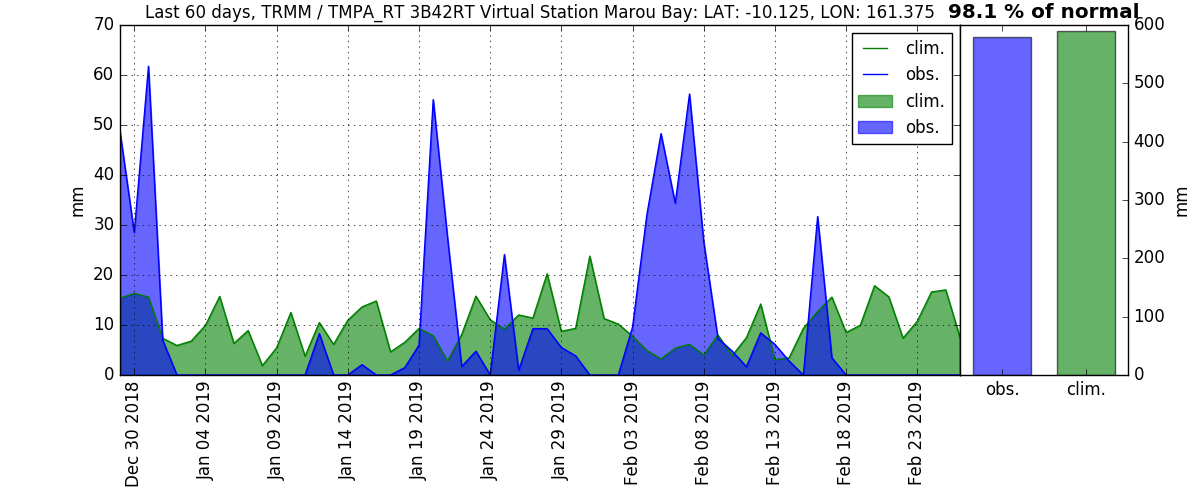 Last 60 days, TRMM / TMPA_RT 3B42RT Virtual Station Marou Bay: LAT: -10.125, LON: 161.375
98.1 % of normal
70
60
50
40
30
20
10
0
mm
clim.
obs.
clim.
obs.
Dec 30 2018
Jan 04 2019
Jan 09 2019
Jan 14 2019
Jan 19 2019
Jan 24 2019
Jan 29 2019
Feb 03 2019
Feb 08 2019
Feb 13 2019
Feb 18 2019
Feb 23 2019
600
500
400
300
200
100
0
mm
obs.
clim.